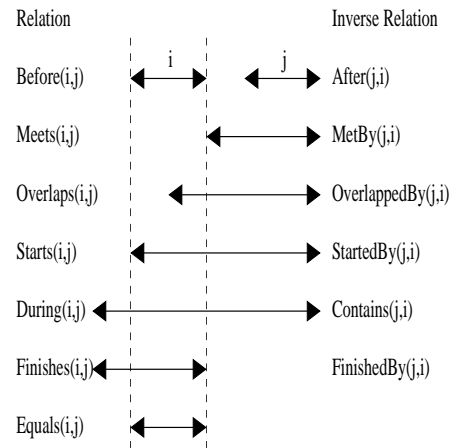 Relation Inverse Relation
i j
Before(i,j) After(j,i)
Meets(i,j) MetBy(j,i)
Overlaps(i,j) OverlappedBy(j,i)
Starts(i,j) StartedBy(j,i)
During(i,j) Contains(j,i)
Finishes(i,j) FinishedBy(j,i)
Equals(i,j)